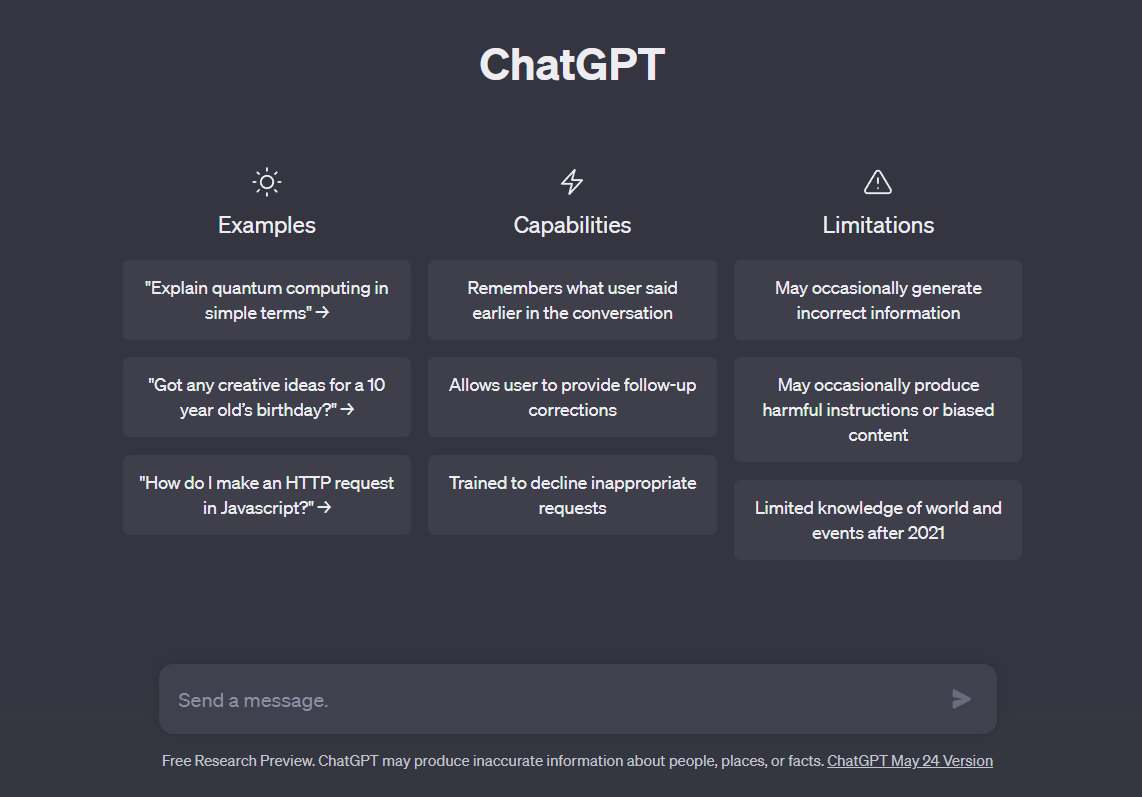 ChatGPT
Examples
"Explain quantum computing in
simple terms" →
"Got any creative ideas for a 10
year old’s birthday?" →
"How do I make an HTTP request
in Javascript?" →
Capabilities
Remembers what user said
earlier in the conversation
Allows user to provide follow-up
corrections
Trained to decline inappropriate
requests
Limitations
May occasionally generate
incorrect information
May occasionally produce
harmful instructions or biased
content
Limited knowledge of world and
events after 2021
Send a message.
Free Research Preview. ChatGPT may produce inaccurate information about people, places, or facts. ChatGPT May 24 Version